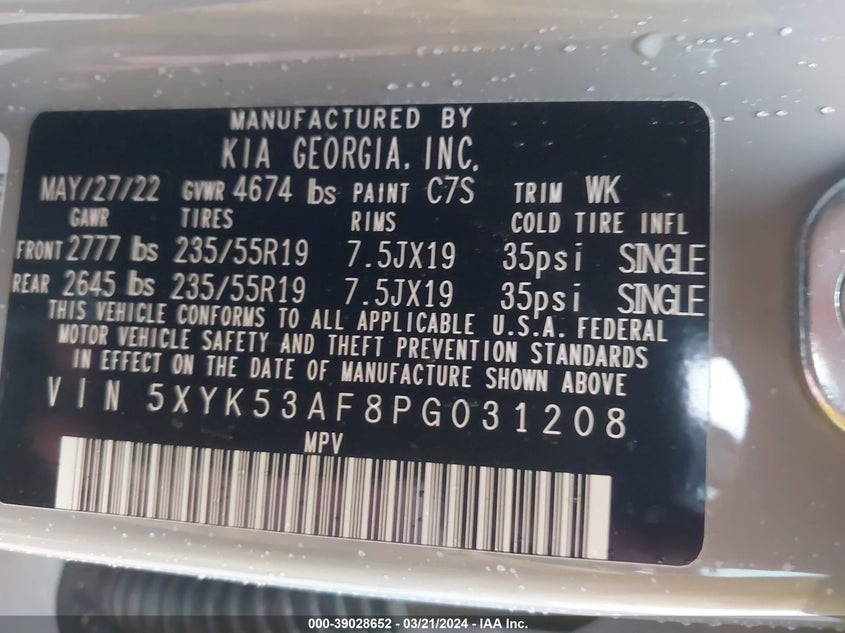 MANUFACTURED BY
KIA GEORGIA, INC.
MAY/27/22 GVWR 4674 lbs PAINT C7S TRIM WK
GAWR TIRES RIMS COLD TIRE INFL
FRONT 2777 lbs 235/55R19 7.5JX19 35psi SINGLE
REAR 2645 lbs 235/55R19 7.5JX19 35psi SINGLE
THIS VEHICLE CONFORMS TO ALL APPLICABLE U.S.A. FEDERAL
MOTOR VEHICLE SAFETY AND THEFT PREVENTION STANDARDS
IN EFFECT ON THE DATE OF MANUFACTURE SHOWN ABOVE
VIN 5XYK53AF8PG031208
MPV
000-39028652 - 03/21/2024 - IAA Inc.